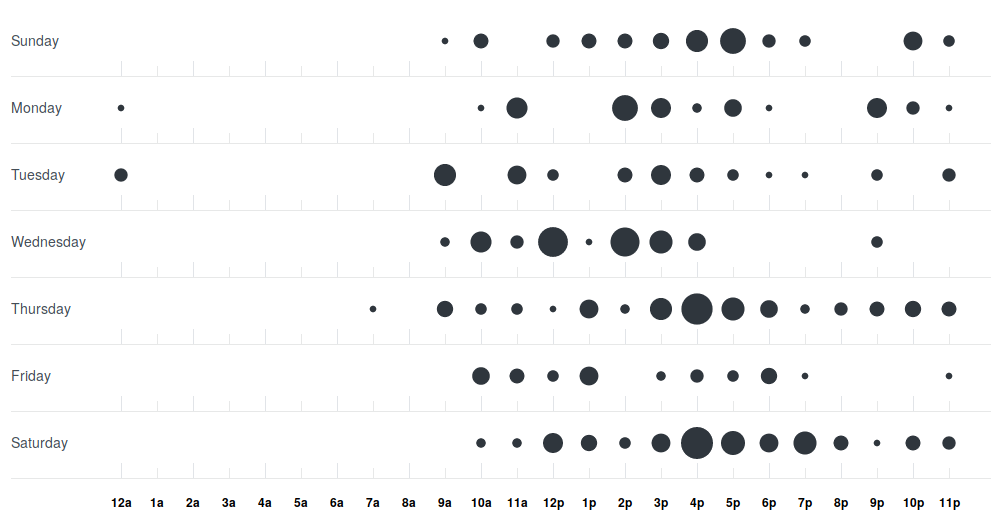 Sunday
Monday
Tuesday
Wednesday
Thursday
Friday
Saturday
12a 1a 2a 3a 4a 5a 6a 7a 8a 9a 10a 11a 12p 1p 2p 3p 4p 5p 6p 7p 8p 9p 10p 11p